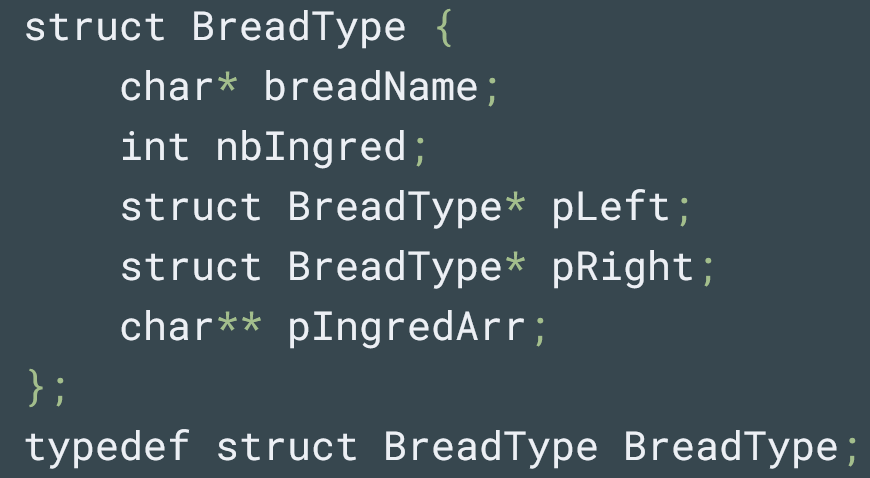 struct BreadType {
    char* breadName;
    int nbIngred;
    struct BreadType* pLeft;
    struct BreadType* pRight;
    char** pIngredArr;
};
typedef struct BreadType BreadType;